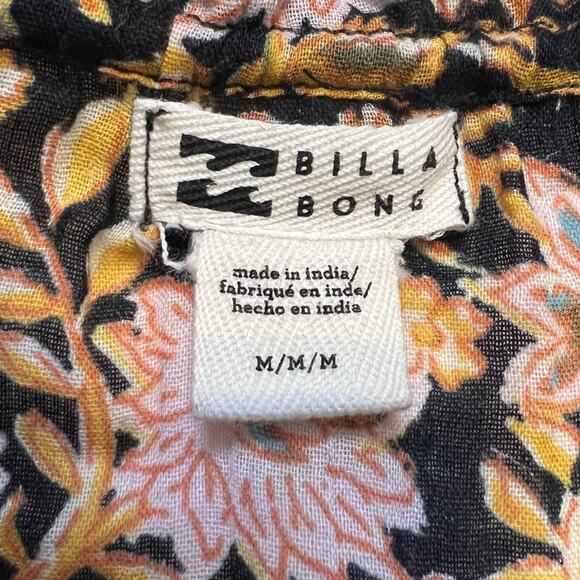 BILLA
BONG
made in india/
fabriqué en inde/
hecho en india
M/M/M